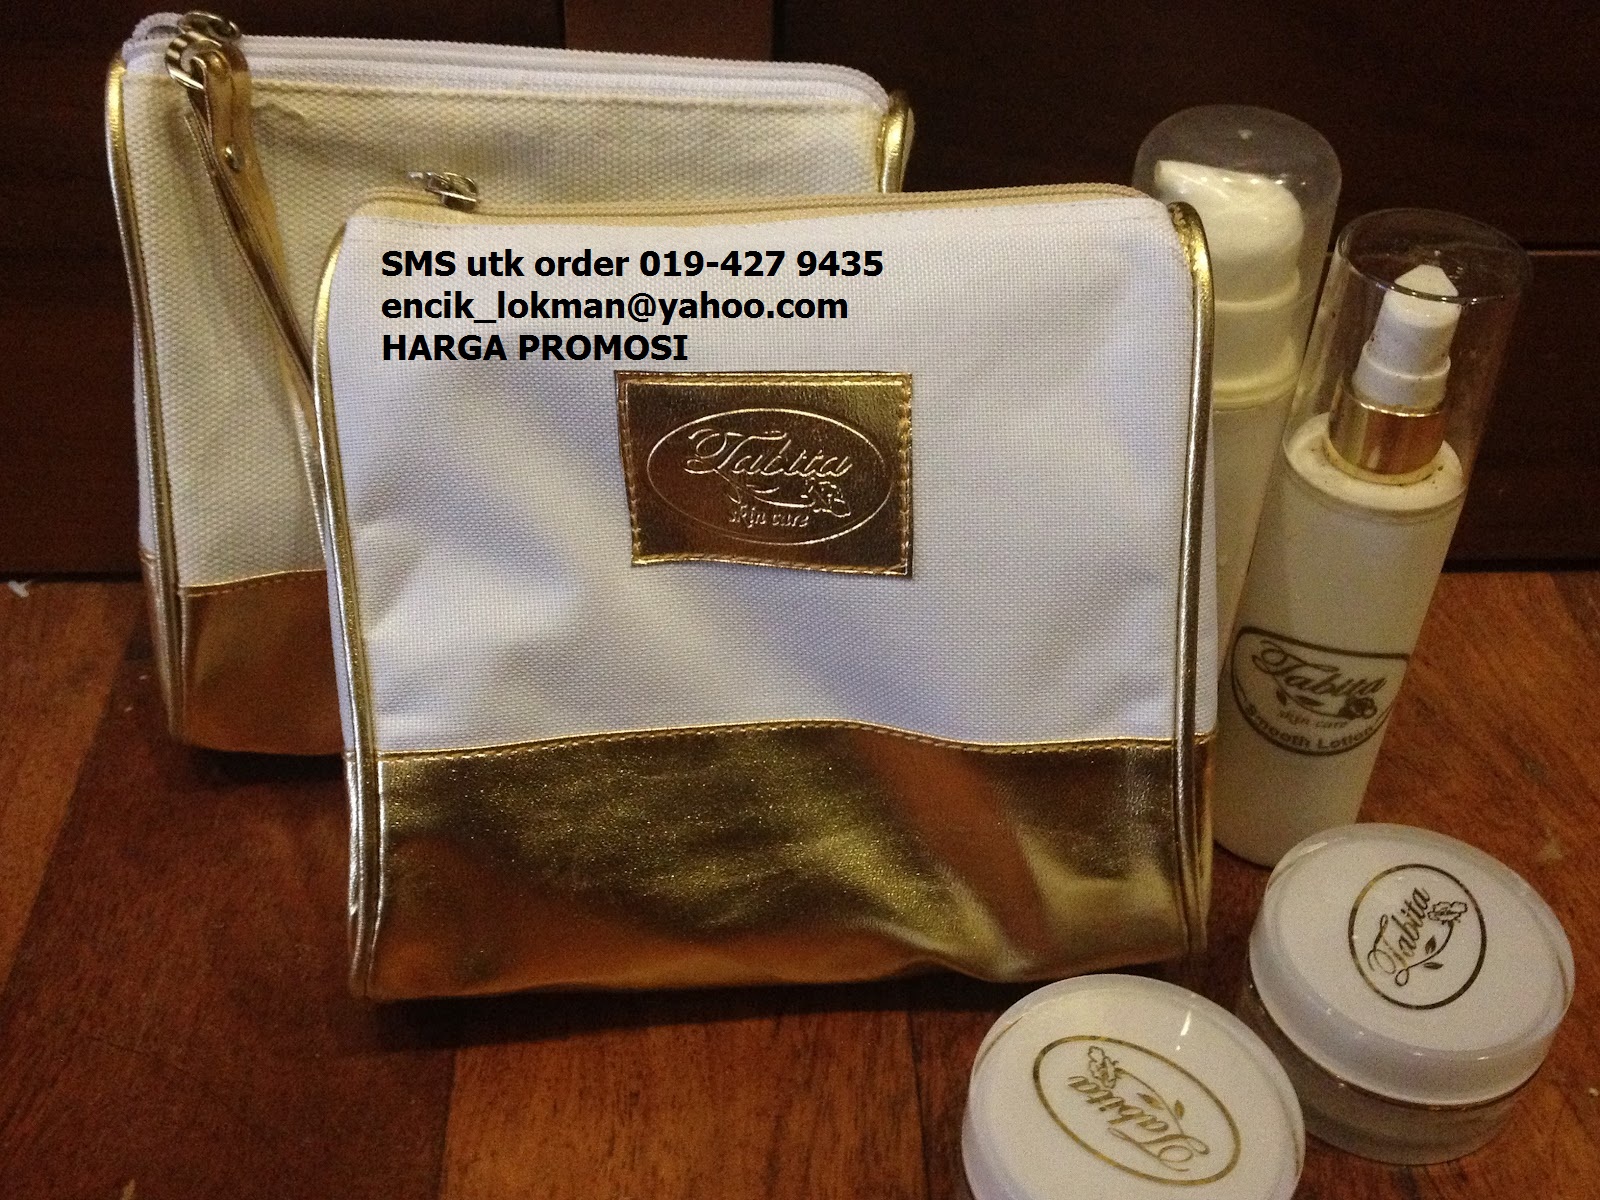 SMS utk order 019-427 9435
encik_lokman@yahoo.com
HARGA PROMOSI
Tabita
skin care
Tabita
skin care
Smooth Lotion
Tabita
Tabita